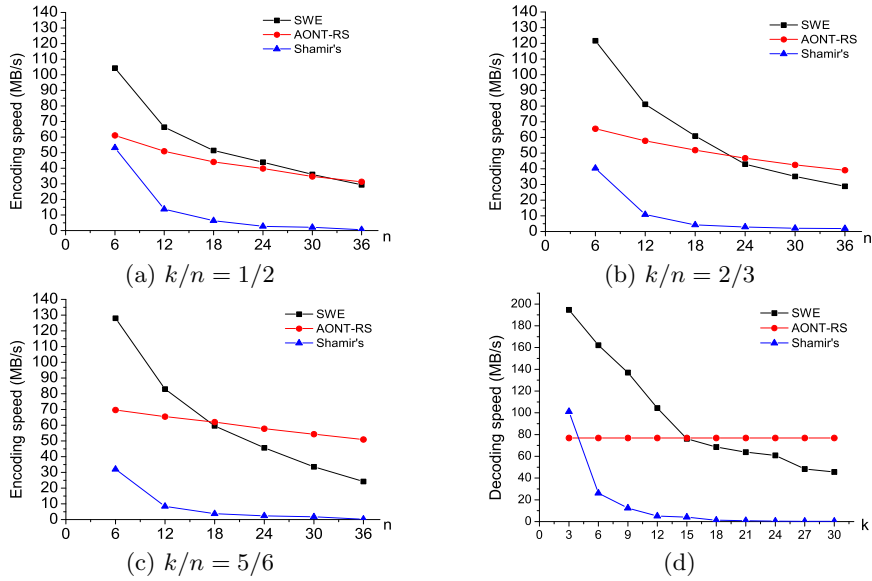 140
130
120
110
100
90
80
70
60
50
40
30
20
10
0
Encoding speed (MB/s)
SWE
AONT-RS
Shamir's
0 6 12 18 24 30 36 n
(a) k/n = 1/2
140
130
120
110
100
90
80
70
60
50
40
30
20
10
0
Encoding speed (MB/s)
SWE
AONT-RS
Shamir's
0 6 12 18 24 30 36 n
(b) k/n = 2/3
140
130
120
110
100
90
80
70
60
50
40
30
20
10
0
Encoding speed (MB/s)
SWE
AONT-RS
Shamir's
0 6 12 18 24 30 36 n
(c) k/n = 5/6
200
180
160
140
120
100
80
60
40
20
0
Decoding speed (MB/s)
SWE
AONT-RS
Shamir's
0 3 6 9 12 15 18 21 24 27 30 k
(d)